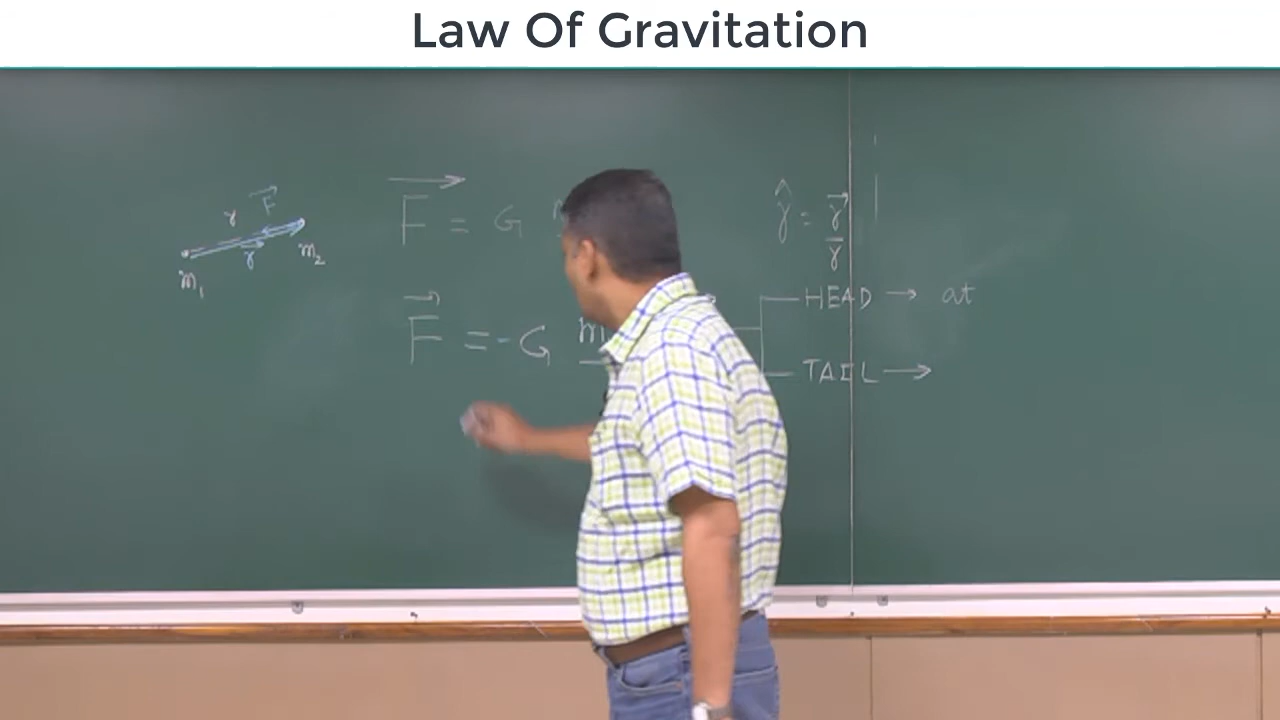 Law Of Gravitation
r
F⃗
r⃗
m₁
m₂
F⃗ = G
r̂ = r⃗ / r
F⃗ = - G m
HEAD → at
TAIL →